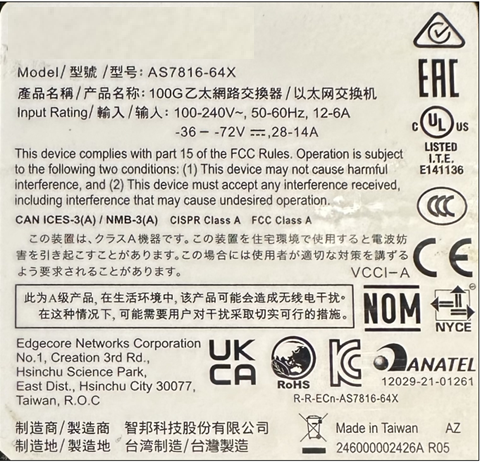 Model/型號 /型号: AS7816-64X
產品名稱/产品名称: 100G乙太網路交換器 / 以太网交换机
Input Rating/輸入 /输入: 100-240V~, 50-60Hz, 12-6A
-36– -72V⎓,28-14A
This device complies with part 15 of the FCC Rules. Operation is subject
to the following two conditions: (1) This device may not cause harmful
interference, and (2) This device must accept any interference received,
including interference that may cause undesired operation.
CAN ICES-3(A) / NMB-3(A) CISPR Class A FCC Class A
この装置は、クラスA機器です。この装置を住宅環境で使用すると電波妨
害を引き起こすことがあります。この場合には使用者が適切な対策を講ずる
よう要求されることがあります。
VCCI-A
此为A级产品, 在生活环境中, 该产品可能会造成无线电干扰。
在这种情况下, 可能需要用户对干扰采取切实可行的措施。
EAC
C UL US
LISTED
I.T.E.
E141136
CCC
CE
NOM
NYCE
Edgecore Networks Corporation
No.1, Creation 3rd Rd.,
Hsinchu Science Park,
East Dist., Hsinchu City 30077,
Taiwan, R.O.C
UK
CA
RoHS
ANATEL
12029-21-01261
R-R-ECn-AS7816-64X
制造商 / 製造商 智邦科技股份有限公司
制造地/ 製造地 台湾制造/台灣製造
Made in Taiwan AZ
246000002426A R05